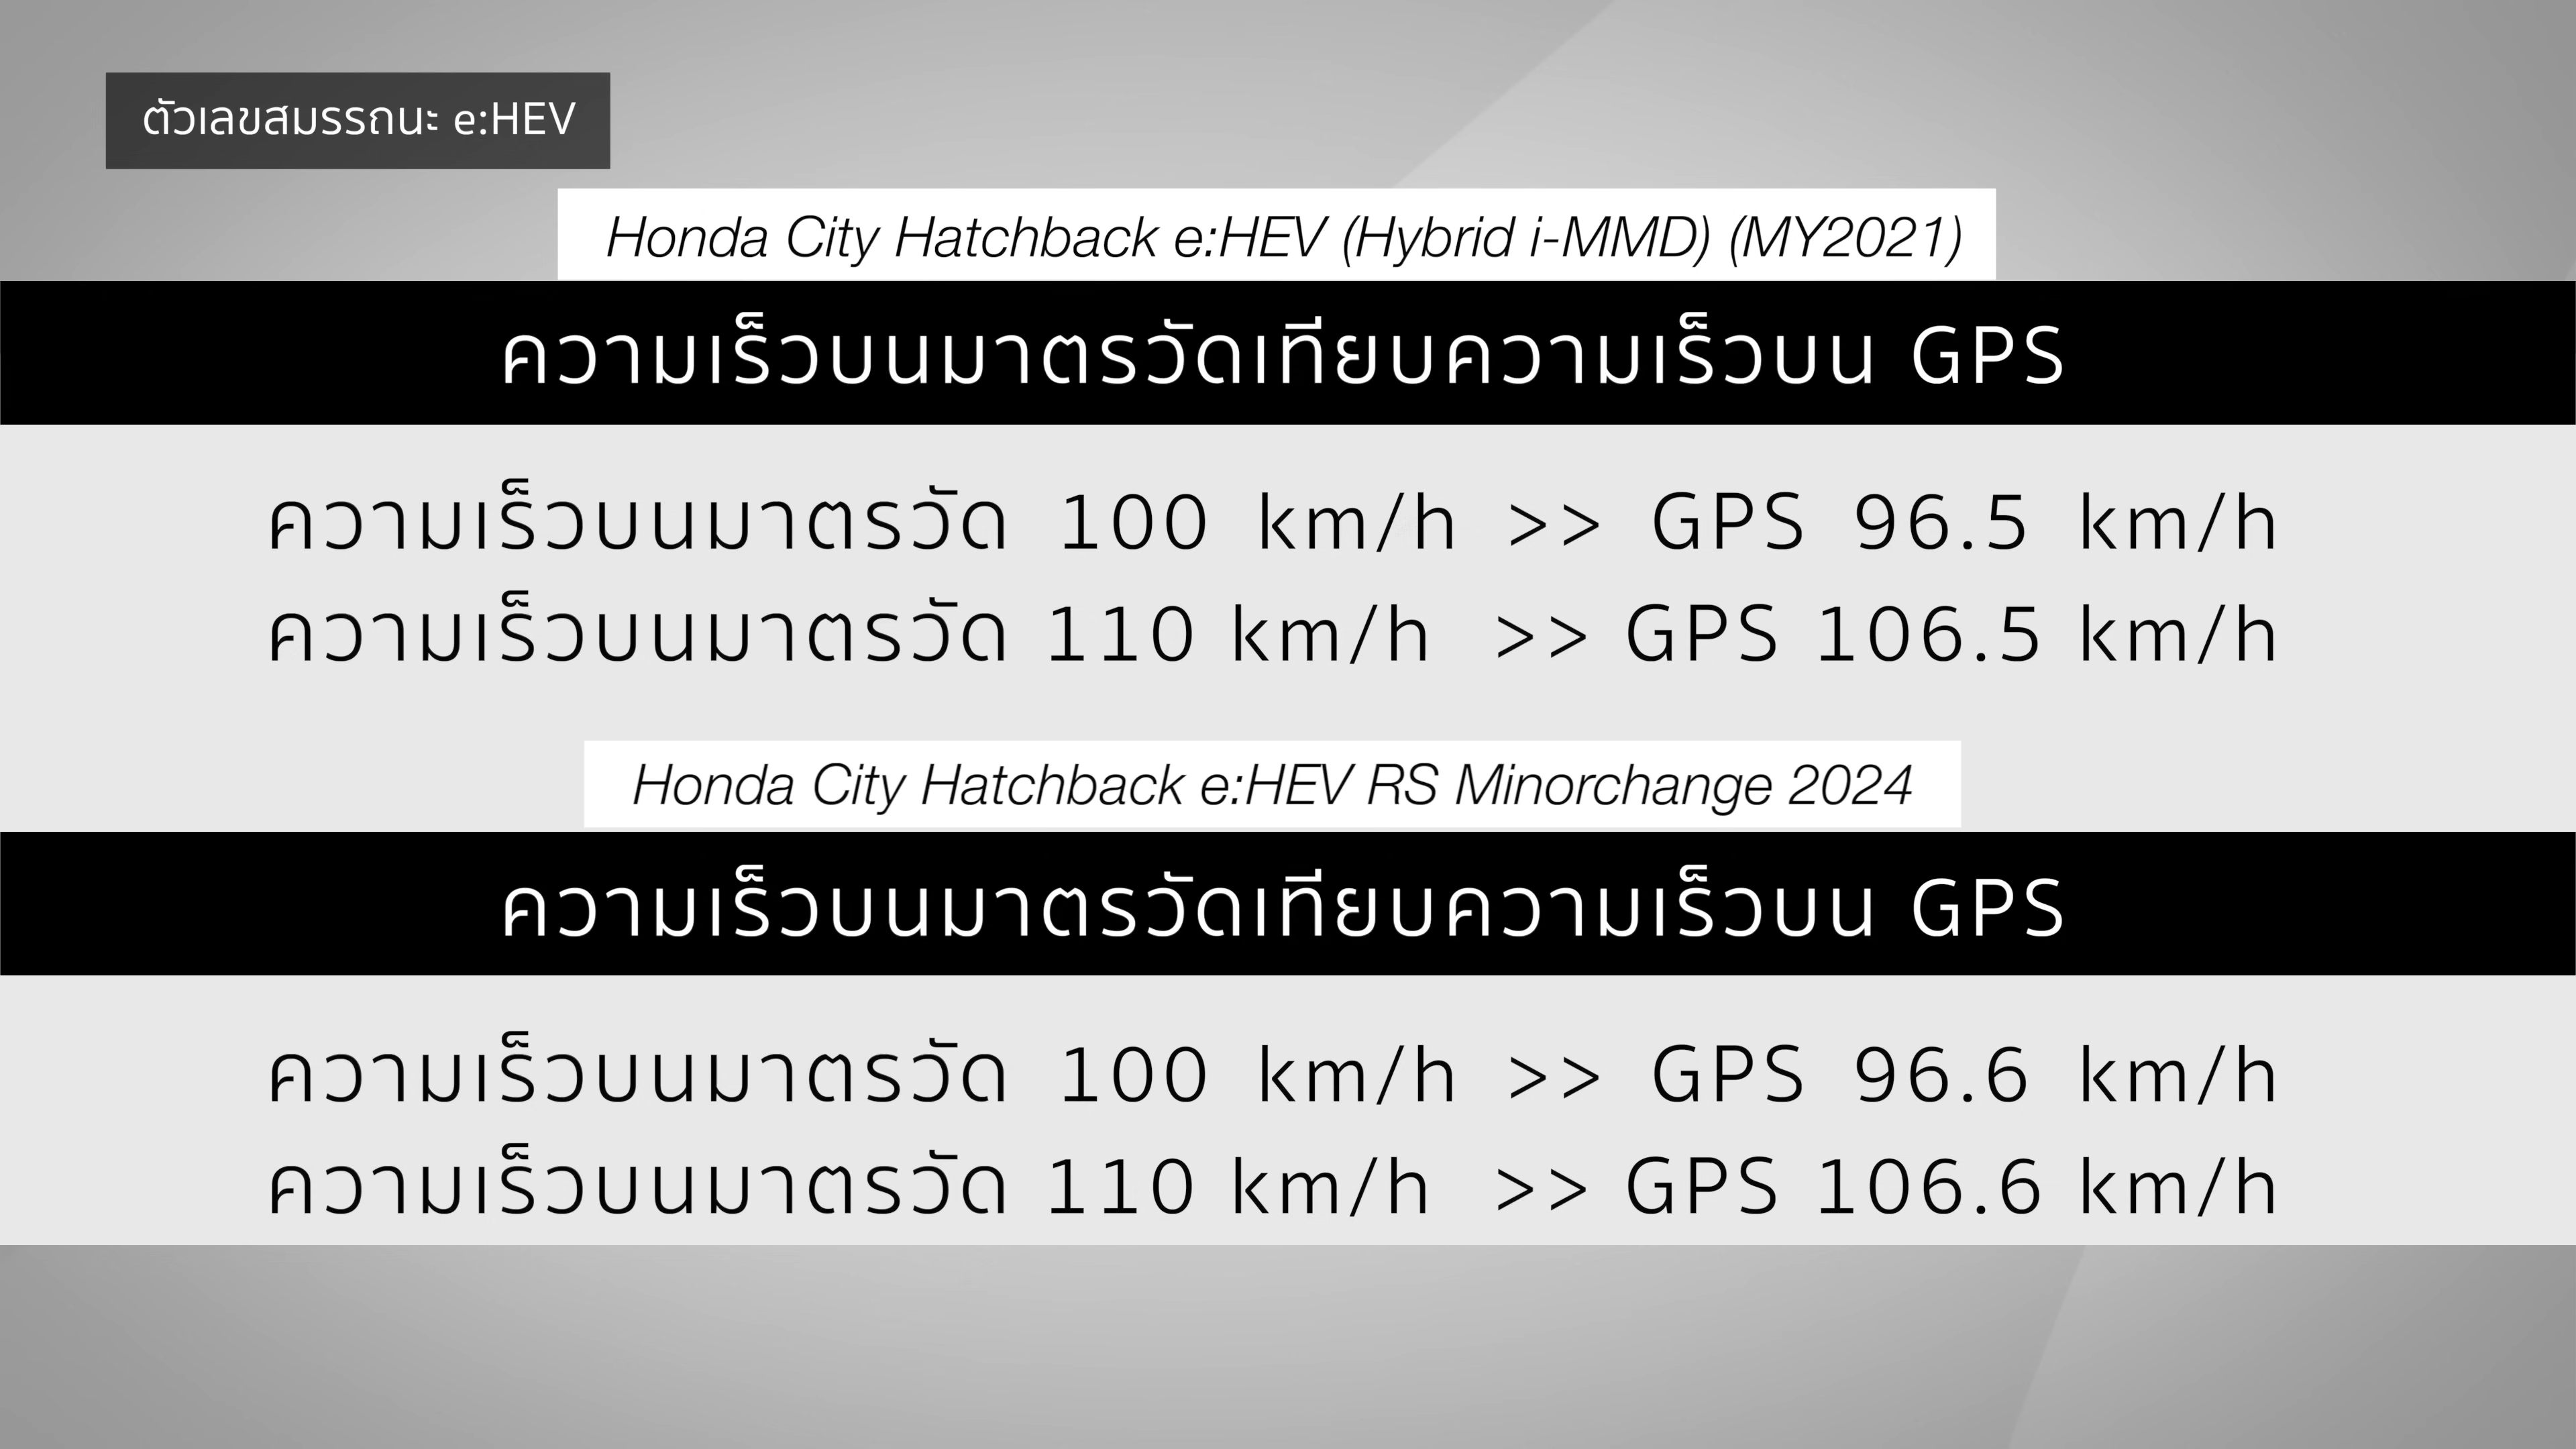 ตัวเลขสมรรถนะ e:HEV
Honda City Hatchback e:HEV (Hybrid i-MMD) (MY2021)
ความเร็วบนมาตรวัดเทียบความเร็วบน GPS
ความเร็วบนมาตรวัด 100 km/h >> GPS 96.5 km/h
ความเร็วบนมาตรวัด 110 km/h >> GPS 106.5 km/h
Honda City Hatchback e:HEV RS Minorchange 2024
ความเร็วบนมาตรวัดเทียบความเร็วบน GPS
ความเร็วบนมาตรวัด 100 km/h >> GPS 96.6 km/h
ความเร็วบนมาตรวัด 110 km/h >> GPS 106.6 km/h